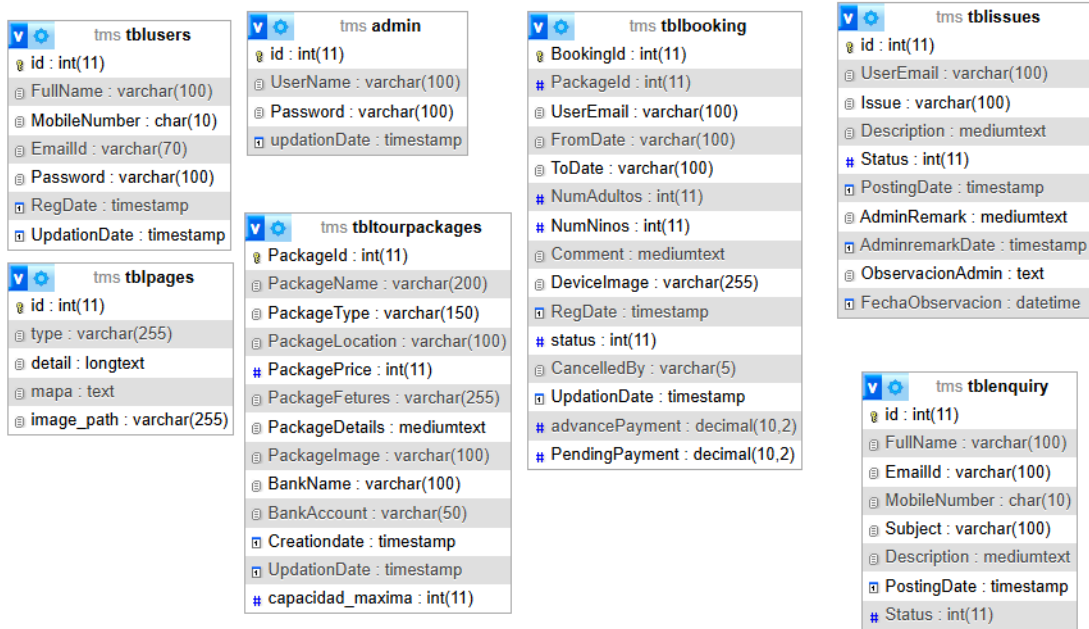 tms tblusers
id : int(11)
FullName : varchar(100)
MobileNumber : char(10)
EmailId : varchar(70)
Password : varchar(100)
RegDate : timestamp
UpdationDate : timestamp
tms tblpages
id : int(11)
type : varchar(255)
detail : longtext
mapa : text
image_path : varchar(255)
tms admin
id : int(11)
UserName : varchar(100)
Password : varchar(100)
updationDate : timestamp
tms tbltourpackages
PackageId : int(11)
PackageName : varchar(200)
PackageType : varchar(150)
PackageLocation : varchar(100)
PackagePrice : int(11)
PackageFetures : varchar(255)
PackageDetails : mediumtext
PackageImage : varchar(100)
BankName : varchar(100)
BankAccount : varchar(50)
Creationdate : timestamp
UpdationDate : timestamp
capacidad_maxima : int(11)
tms tblbooking
BookingId : int(11)
PackageId : int(11)
UserEmail : varchar(100)
FromDate : varchar(100)
ToDate : varchar(100)
NumAdultos : int(11)
NumNinos : int(11)
Comment : mediumtext
DeviceImage : varchar(255)
RegDate : timestamp
status : int(11)
CancelledBy : varchar(5)
UpdationDate : timestamp
advancePayment : decimal(10,2)
PendingPayment : decimal(10,2)
tms tblissues
id : int(11)
UserEmail : varchar(100)
Issue : varchar(100)
Description : mediumtext
Status : int(11)
PostingDate : timestamp
AdminRemark : mediumtext
AdminremarkDate : timestamp
ObservacionAdmin : text
FechaObservacion : datetime
tms tblenquiry
id : int(11)
FullName : varchar(100)
EmailId : varchar(100)
MobileNumber : char(10)
Subject : varchar(100)
Description : mediumtext
PostingDate : timestamp
Status : int(11)